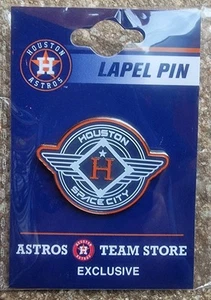 HOUSTON
ASTROS
LAPEL PIN
HOUSTON
H
SPACE CITY
ASTROS TEAM STORE
EXCLUSIVE